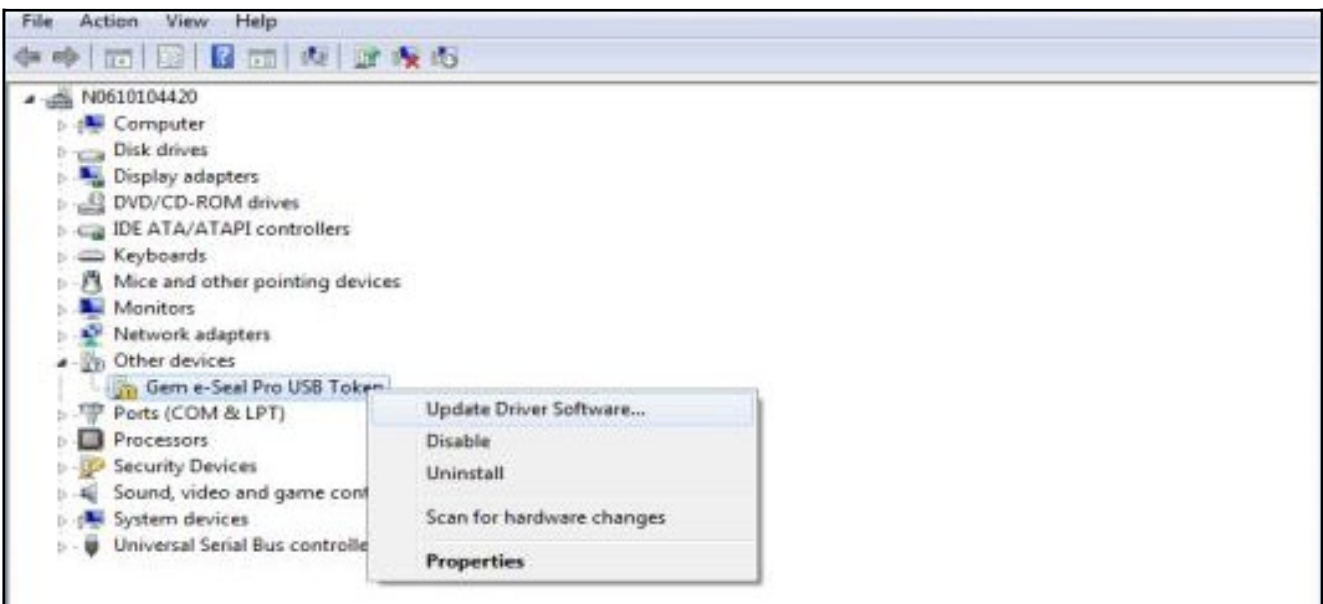 File Action View Help
N0610104420
Computer
Disk drives
Display adapters
DVD/CD-ROM drives
IDE ATA/ATAPI controllers
Keyboards
Mice and other pointing devices
Monitors
Network adapters
Other devices
Gem e-Seal Pro USB Token
Ports (COM & LPT)
Processors
Security Devices
Sound, video and game cont
System devices
Universal Serial Bus controlle
Update Driver Software...
Disable
Uninstall
Scan for hardware changes
Properties